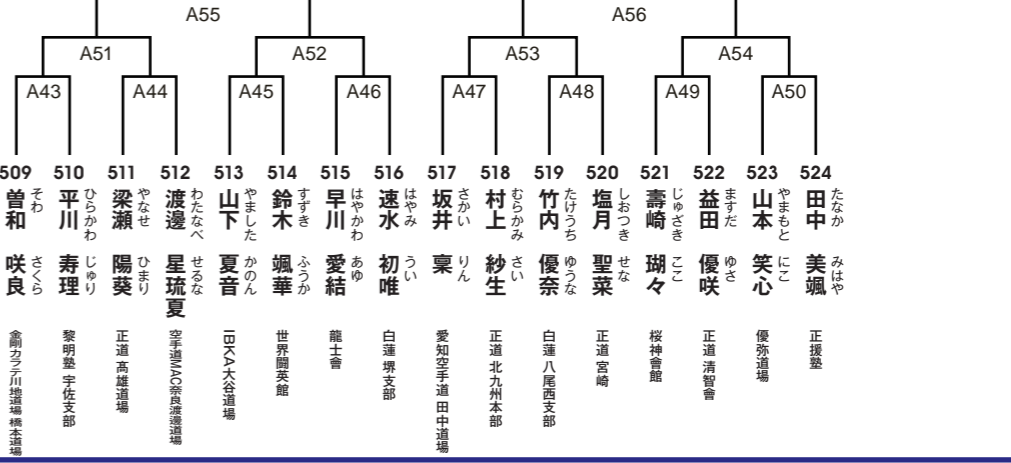 A55
A56
A51
A52
A53
A54
A43
A44
A45
A46
A47
A48
A49
A50
509
曽和 咲良
そわ さくら
金剛カラテ川地道場 橋本道場
510
平川 寿理
ひらかわ じゅり
黎明塾 宇佐支部
511
梁瀬 陽葵
やなせ ひまり
正道 髙雄道場
512
渡邊 星琉夏
わたなべ せるな
空手道MAC奈良渡邊道場
513
山下 夏音
やました かのん
IBKA大谷道場
514
鈴木 颯華
すずき ふうか
世界闘英館
515
早川 愛結
はやかわ あゆ
龍士會
516
速水 初唯
はやみ うい
白蓮 堺支部
517
坂井 稟
さかい りん
愛知空手道 田中道場
518
村上 紗生
むらかみ さい
正道 北九州本部
519
竹内 優奈
たけうち ゆうな
白蓮 八尾西支部
520
塩月 聖菜
しおつき せな
正道 宮崎
521
壽崎 瑚々
じゅざき ここ
桜神會館
522
益田 優咲
ますだ ゆさ
正道 清智會
523
山本 笑心
やまもと にこ
優弥道場
524
田中 美颯
たなか みはや
正援塾